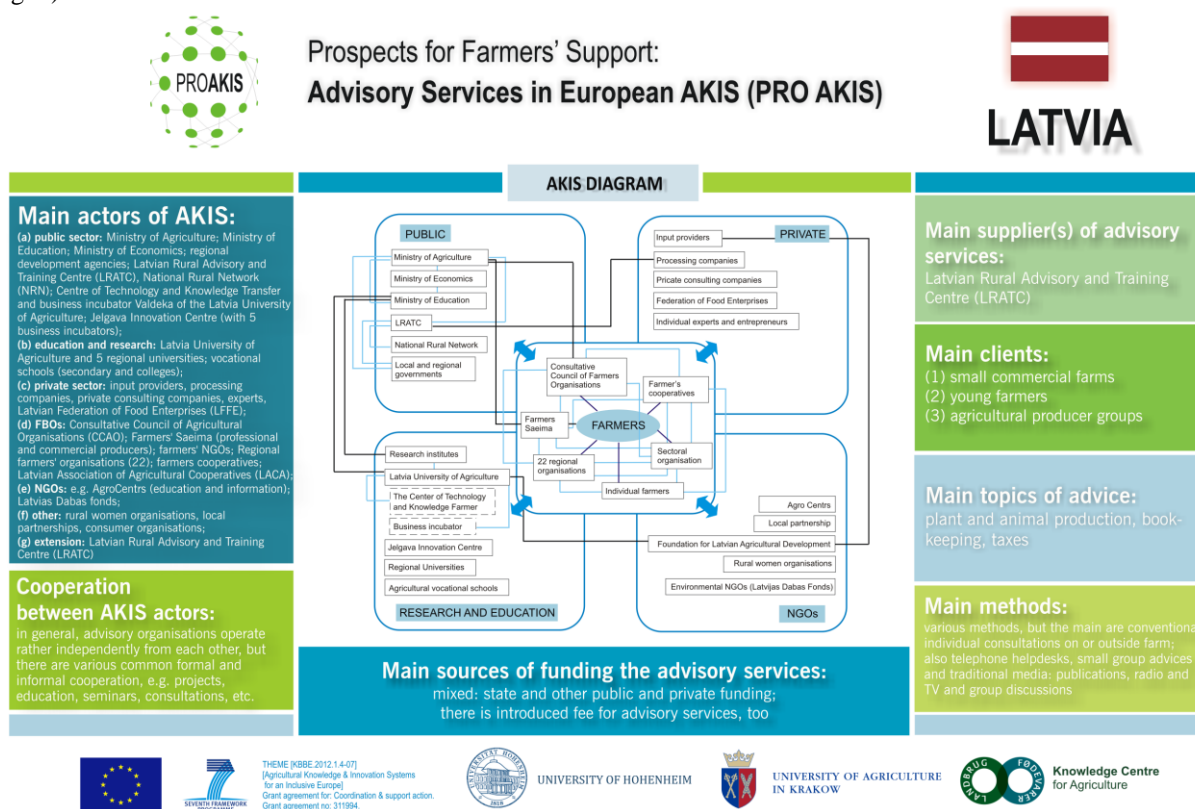 PROAKIS
Prospects for Farmers' Support:
Advisory Services in European AKIS (PRO AKIS)
LATVIA
Main actors of AKIS:
(a) public sector: Ministry of Agriculture; Ministry of
Education; Ministry of Economics; regional
development agencies; Latvian Rural Advisory and
Training Centre (LRATC), National Rural Network
(NRN); Centre of Technology and Knowledge Transfer
and business incubator Valdeka of the Latvia University
of Agriculture; Jelgava Innovation Centre (with 5
business incubators);
(b) education and research: Latvia University of
Agriculture and 5 regional universities; vocational
schools (secondary and colleges);
(c) private sector: input providers, processing
companies, private consulting companies, experts,
Latvian Federation of Food Enterprises (LFFE);
(d) FBOs: Consultative Council of Agricultural
Organisations (CCAO); Farmers' Saeima (professional
and commercial producers); farmers' NGOs; Regional
farmers' organisations (22); farmers cooperatives;
Latvian Association of Agricultural Cooperatives (LACA);
(e) NGOs: e.g. AgroCentrs (education and information);
Latvias Dabas fonds;
(f) other: rural women organisations, local
partnerships, consumer organisations;
(g) extension: Latvian Rural Advisory and Training
Centre (LRATC)
Cooperation
between AKIS actors:
in general, advisory organisations operate
rather independently from each other, but
there are various common formal and
informal cooperation, e.g. projects,
education, seminars, consultations, etc.
AKIS DIAGRAM
PUBLIC
Ministry of Agriculture
Ministry of Economics
Ministry of Education
LRATC
National Rural Network
Local and regional
governments
PRIVATE
Input providers
Processing companies
Pricate consulting companies
Federation of Food Enterprises
Individual experts and entrepreneurs
Consultative
Council of Farmers
Organisations
Farmer's
cooperatives
Farmers
Saeima
FARMERS
22 regional
organisations
Sectoral
organisation
Individual farmers
Research institutes
Latvia University of Agriculture
The Center of Technology
and Knowledge Farmer
Business incubator
Jelgava Innovation Centre
Regional Universities
Agricultural vocational schools
RESEARCH AND EDUCATION
Agro Centrs
Local partnership
Foundation for Latvian Agricultural Development
Rural women organisations
Environmental NGOs (Latvijas Dabas Fonds)
NGOs
Main sources of funding the advisory services:
mixed: state and other public and private funding;
there is introduced fee for advisory services, too
Main supplier(s) of advisory
services:
Latvian Rural Advisory and Training
Centre (LRATC)
Main clients:
(1) small commercial farms
(2) young farmers
(3) agricultural producer groups
Main topics of advice:
plant and animal production, book-
keeping, taxes
Main methods:
various methods, but the main are conventiona
individual consultations on or outside farm;
also telephone helpdesks, small group advices
and traditional media: publications, radio and
TV and group discussions
SEVENTH FRAMEWORK
PROGRAMME
THEME [KBBE.2012.1.4-07]
[Agricultural Knowledge & Innovation Systems
for an Inclusive Europe]
Grant agreement for: Coordination & support action.
Grant agreement no: 311994.
UNIVERSITÄT HOHENHEIM
1818
UNIVERSITY OF HOHENHEIM
UNIVERSITY OF AGRICULTURE
IN KRAKOW
LANDBRUG FØDEVARER
Knowledge Centre
for Agriculture